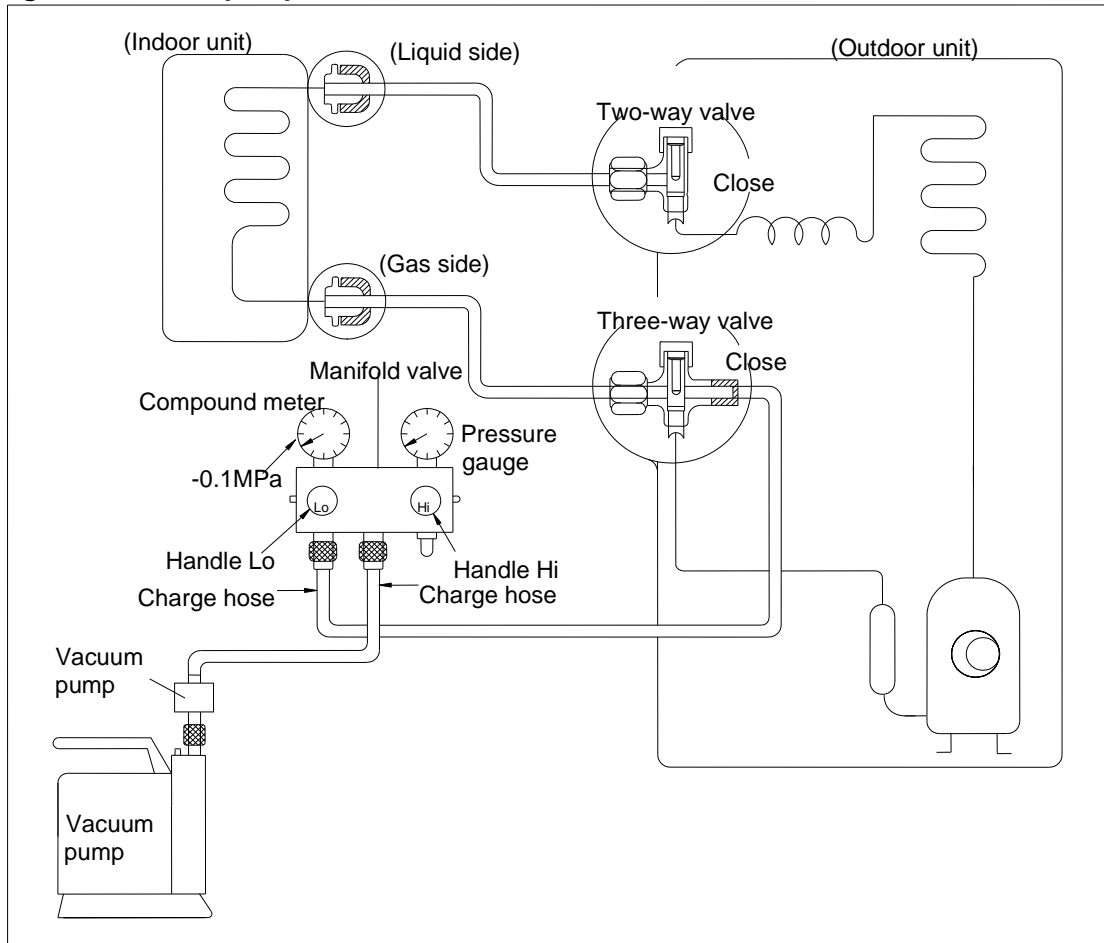 (Indoor unit)
(Liquid side)
(Outdoor unit)
Two-way valve
Close
(Gas side)
Three-way valve
Close
Manifold valve
Compound meter
Pressure
gauge
-0.1MPa
Lo
Hi
Handle Lo
Handle Hi
Charge hose
Charge hose
Vacuum
pump
Vacuum
pump